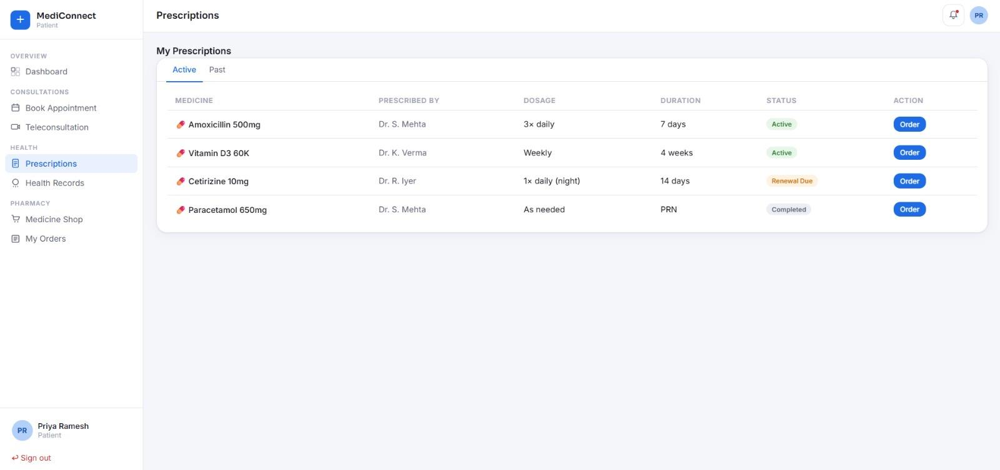 MediConnect
Patient
OVERVIEW
Dashboard
CONSULTATIONS
Book Appointment
Teleconsultation
HEALTH
Prescriptions
Health Records
PHARMACY
Medicine Shop
My Orders
PR
Priya Ramesh
Patient
Sign out
Prescriptions
PR
My Prescriptions
Active Past
MEDICINE PRESCRIBED BY DOSAGE DURATION STATUS ACTION
Amoxicillin 500mg Dr. S. Mehta 3× daily 7 days Active Order
Vitamin D3 60K Dr. K. Verma Weekly 4 weeks Active Order
Cetirizine 10mg Dr. R. Iyer 1× daily (night) 14 days Renewal Due Order
Paracetamol 650mg Dr. S. Mehta As needed PRN Completed Order